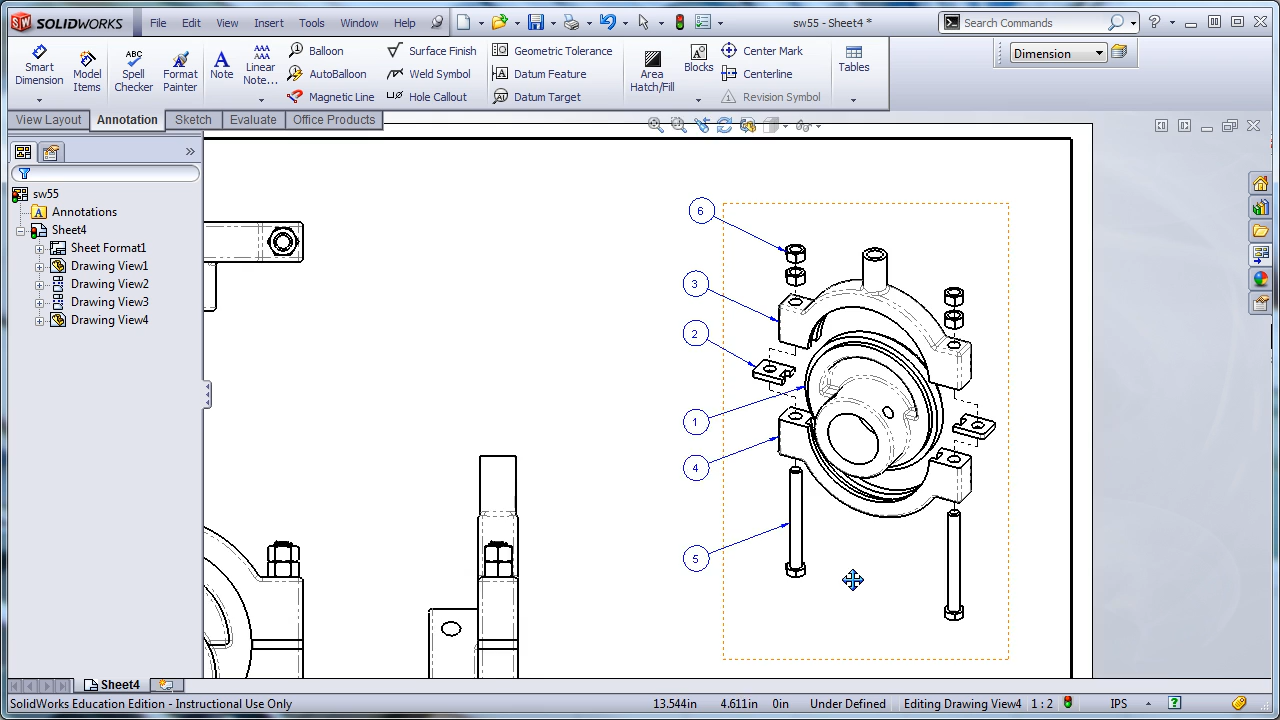 SW SOLIDWORKS File Edit View Insert Tools Window Help sw55 - Sheet4 * Search Commands
Smart Dimension
Model Items
ABC Spell Checker
Format Painter
A Note
AAA AAA Linear Note...
Balloon
AutoBalloon
Magnetic Line
Surface Finish
Weld Symbol
Hole Callout
Geometric Tolerance
Datum Feature
Datum Target
Area Hatch/Fill
Blocks
Center Mark
Centerline
Revision Symbol
Tables
Dimension
View Layout Annotation Sketch Evaluate Office Products
sw55
Annotations
Sheet4
Sheet Format1
Drawing View1
Drawing View2
Drawing View3
Drawing View4
6
3
2
1
4
5
Sheet4
SolidWorks Education Edition - Instructional Use Only 13.544in 4.611in 0in Under Defined Editing Drawing View4 1 : 2 IPS